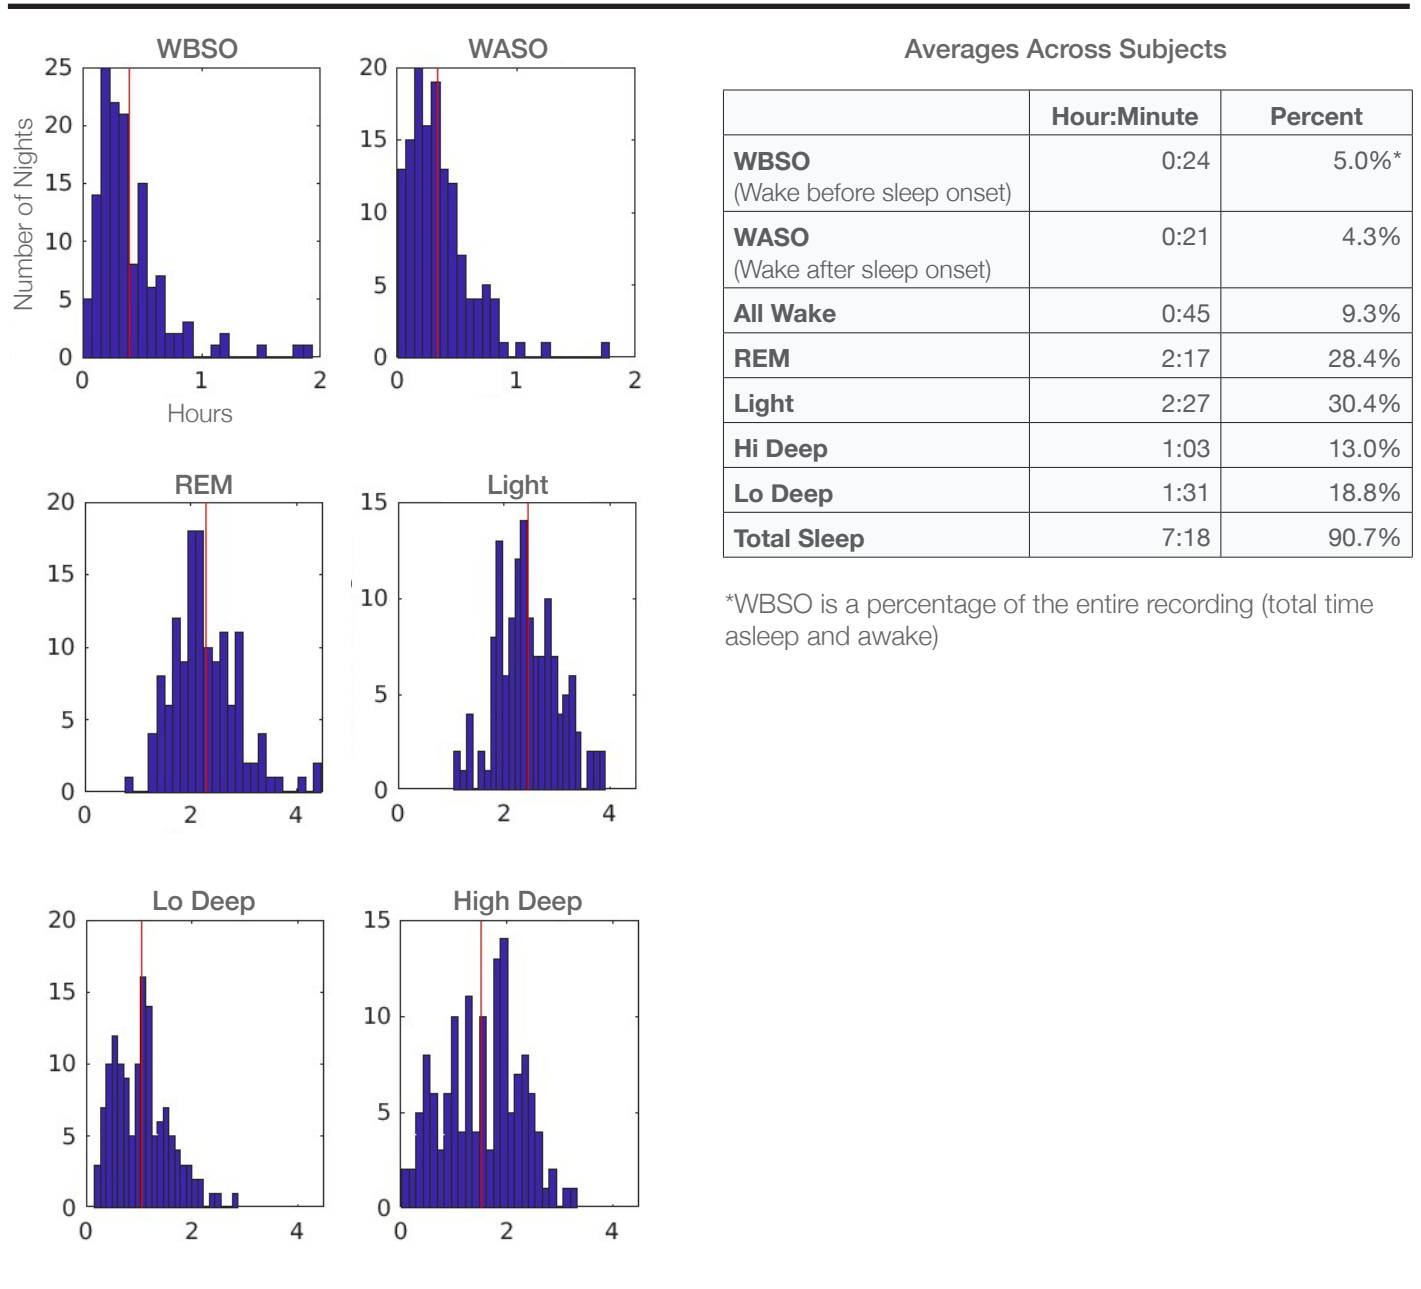 WBSO
25
20
15
10
5
0
0 1 2
Number of Nights
Hours
WASO
20
15
10
5
0
0 1 2
REM
20
15
10
5
0
0 2 4
Light
15
10
5
0
0 2 4
Lo Deep
20
15
10
5
0
0 2 4
High Deep
15
10
5
0
0 2 4
Averages Across Subjects
Hour:Minute Percent
WBSO 0:24 5.0%*
(Wake before sleep onset)
WASO 0:21 4.3%
(Wake after sleep onset)
All Wake 0:45 9.3%
REM 2:17 28.4%
Light 2:27 30.4%
Hi Deep 1:03 13.0%
Lo Deep 1:31 18.8%
Total Sleep 7:18 90.7%
*WBSO is a percentage of the entire recording (total time
asleep and awake)